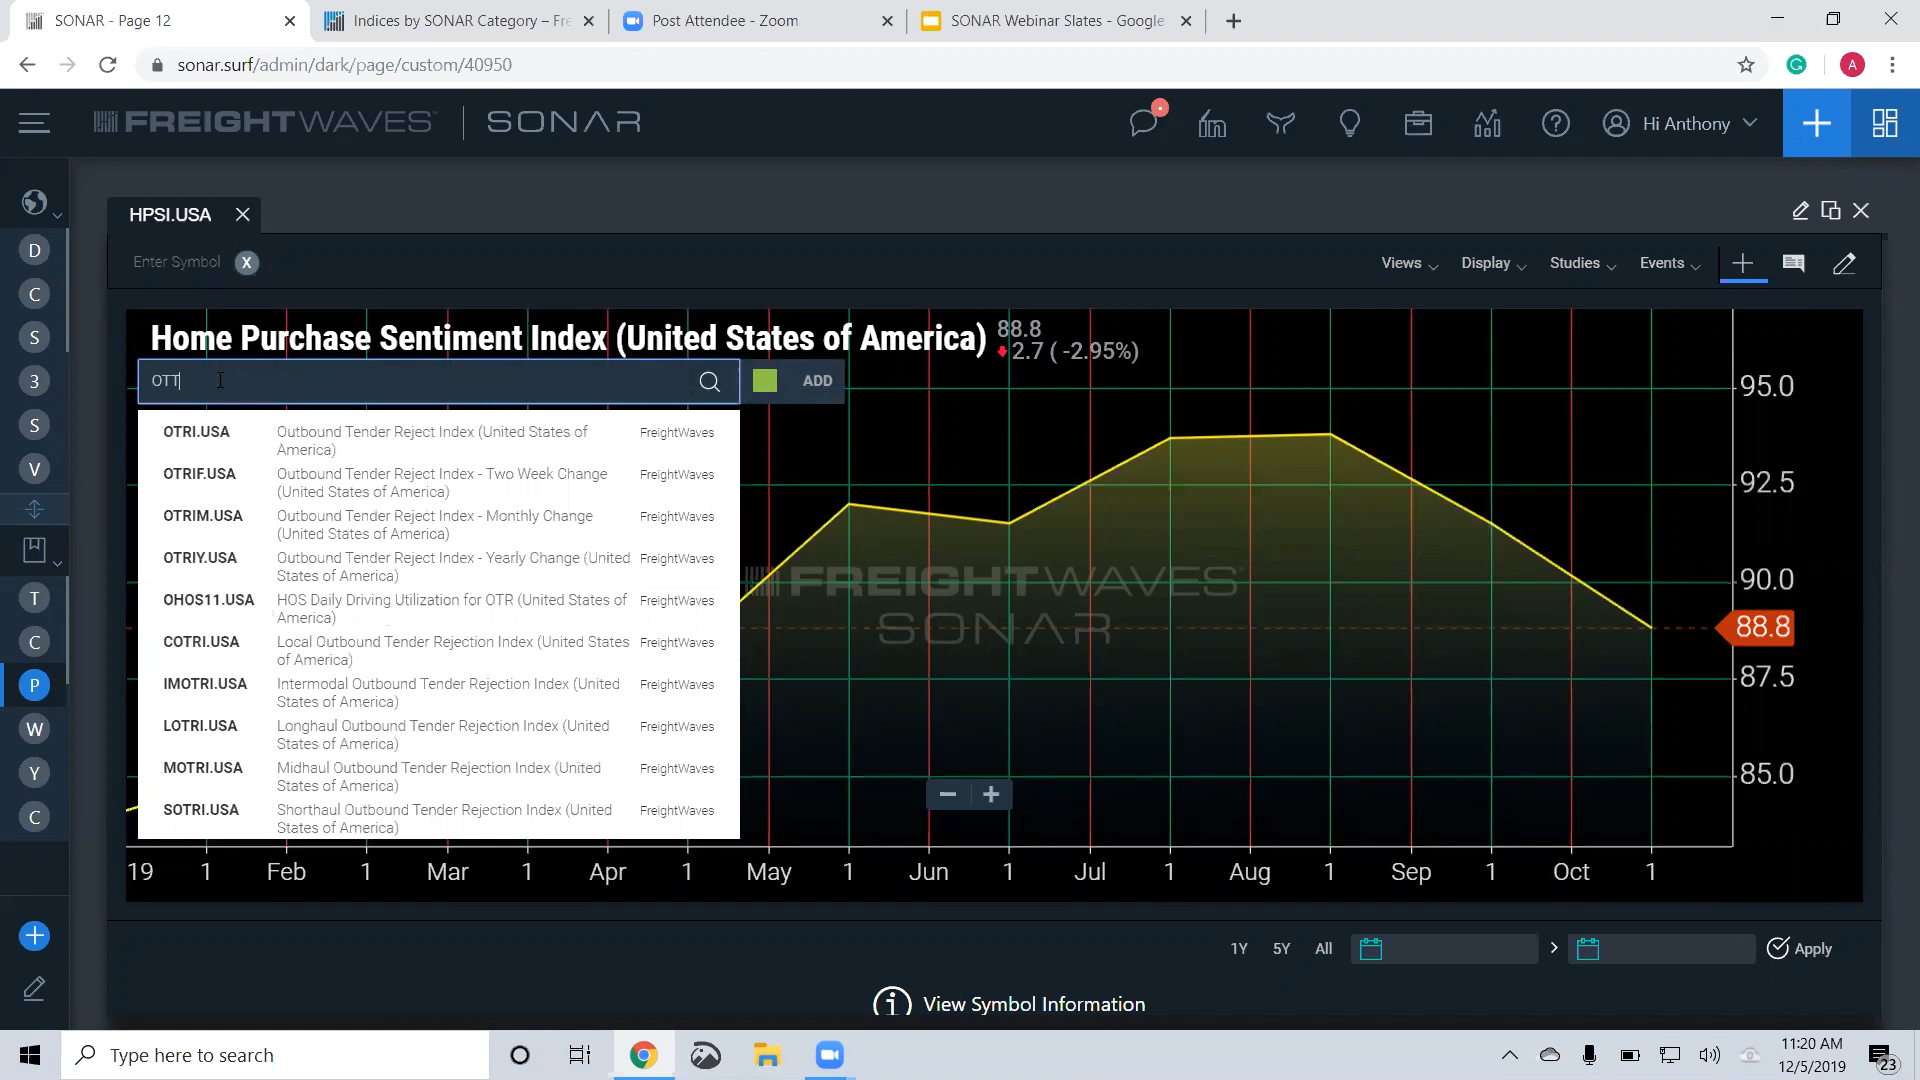 SONAR - Page 12
Indices by SONAR Category – Fre
Post Attendee - Zoom
SONAR Webinar Slates - Google
sonar.surf/admin/dark/page/custom/40950
A
FREIGHTWAVES SONAR
Hi Anthony
HPSI.USA
Enter Symbol X
Views
Display
Studies
Events
D
C
S
3
S
V
T
C
P
W
Y
C
Home Purchase Sentiment Index (United States of America)
88.8
2.7 ( -2.95%)
OTT
ADD
OTRI.USA Outbound Tender Reject Index (United States of FreightWaves
America)
OTRIF.USA Outbound Tender Reject Index - Two Week Change FreightWaves
(United States of America)
OTRIM.USA Outbound Tender Reject Index - Monthly Change FreightWaves
(United States of America)
OTRIY.USA Outbound Tender Reject Index - Yearly Change (United FreightWaves
States of America)
OHOS11.USA HOS Daily Driving Utilization for OTR (United States of FreightWaves
America)
COTRI.USA Local Outbound Tender Rejection Index (United States FreightWaves
of America)
IMOTRI.USA Intermodal Outbound Tender Rejection Index (United FreightWaves
States of America)
LOTRI.USA Longhaul Outbound Tender Rejection Index (United FreightWaves
States of America)
MOTRI.USA Midhaul Outbound Tender Rejection Index (United FreightWaves
States of America)
SOTRI.USA Shorthaul Outbound Tender Rejection Index (United FreightWaves
States of America)
FREIGHTWAVES
SONAR
95.0
92.5
90.0
88.8
87.5
85.0
19 1 Feb 1 Mar 1 Apr 1 May 1 Jun 1 Jul 1 Aug 1 Sep 1 Oct 1
1Y 5Y All
Apply
View Symbol Information
Type here to search
11:20 AM
12/5/2019
23